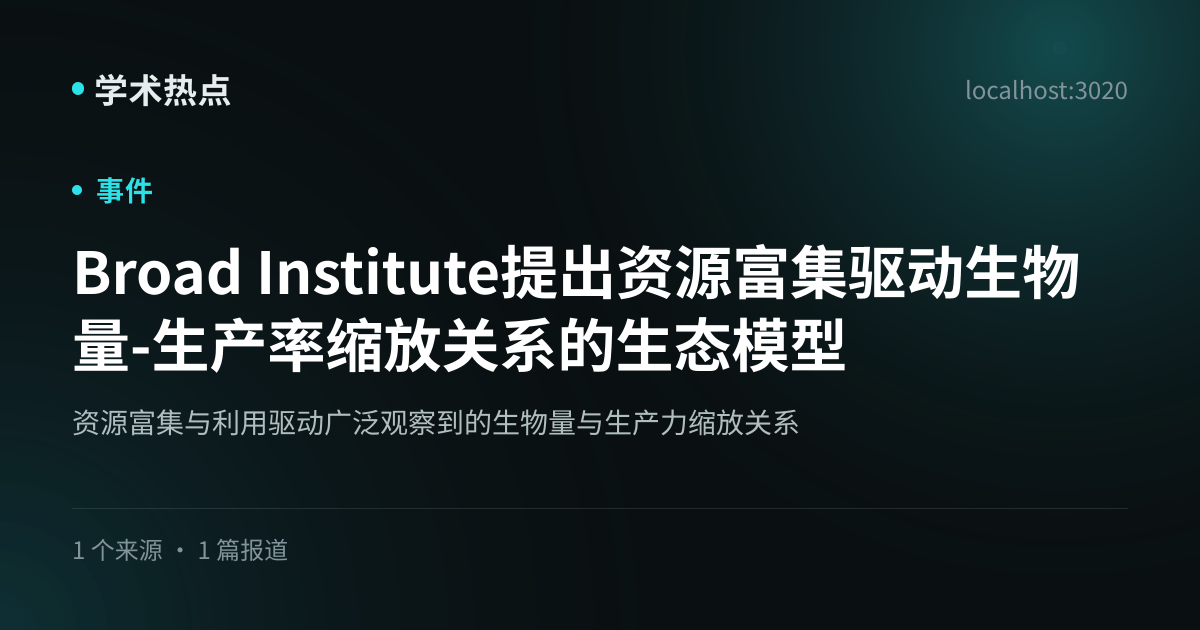 学术热点
localhost:3020
事件
Broad Institute提出资源富集驱动生物
量-生产率缩放关系的生态模型
资源富集与利用驱动广泛观察到的生物量与生产力缩放关系
1 个来源 · 1 篇报道